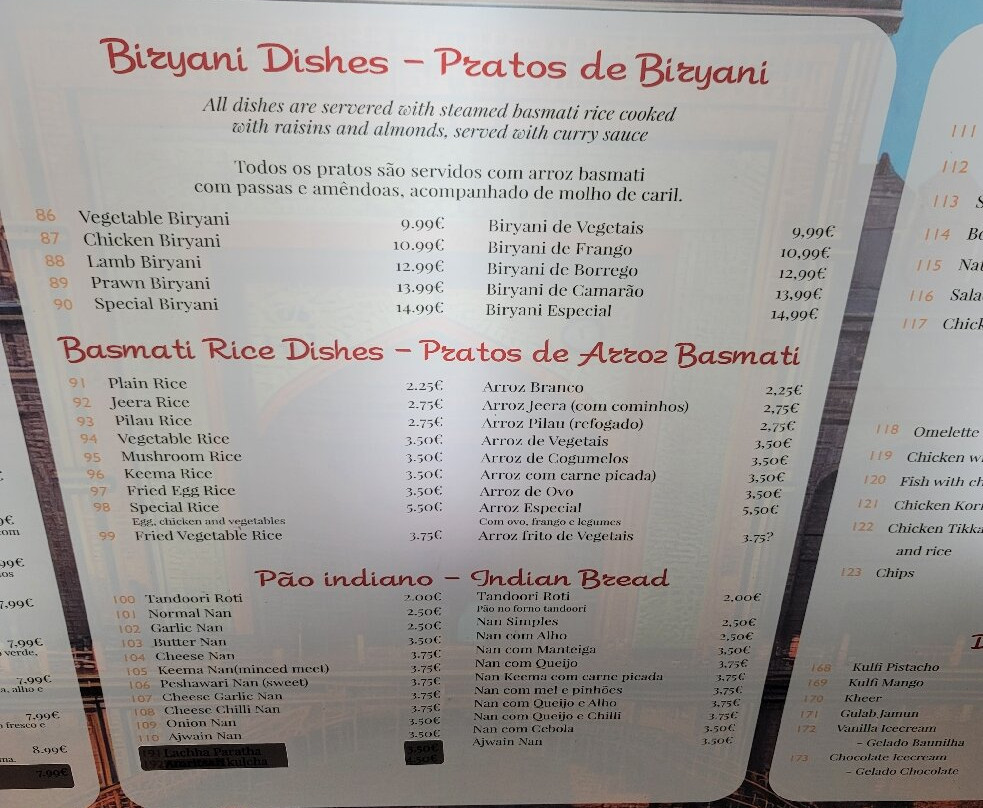 Biryani Dishes - Pratos de Biryani
All dishes are servered with steamed basmati rice cooked
with raisins and almonds, served with curry sauce
Todos os pratos são servidos com arroz basmati
com passas e amêndoas, acompanhado de molho de caril.
86 Vegetable Biryani 9.99€ Biryani de Vegetais 9,99€
87 Chicken Biryani 10.99€ Biryani de Frango 10,99€
88 Lamb Biryani 12.99€ Biryani de Borrego 12,99€
89 Prawn Biryani 13.99€ Biryani de Camarão 13,99€
90 Special Biryani 14.99€ Biryani Especial 14,99€
Basmati Rice Dishes - Pratos de Arroz Basmati
91 Plain Rice 2.25€ Arroz Branco 2,25€
92 Jeera Rice 2.75€ Arroz Jeera (com cominhos) 2,75€
93 Pilau Rice 2.75€ Arroz Pilau (refogado) 2,75€
94 Vegetable Rice 3.50€ Arroz de Vegetais 3,50€
95 Mushroom Rice 3.50€ Arroz de Cogumelos 3,50€
96 Keema Rice 3.50€ Arroz com carne picada) 3,50€
97 Fried Egg Rice 3.50€ Arroz de Ovo 3,50€
98 Special Rice 5.50€ Arroz Especial 5,50€
Egg, chicken and vegetables Com ovo, frango e legumes
99 Fried Vegetable Rice 3.75€ Arroz frito de Vegetais 3.75?
Pão indiano - Indian Bread
100 Tandoori Roti 2.00€ Tandoori Roti 2,00€
Pão no forno tandoori
101 Normal Nan 2.50€ Nan Simples 2,50€
102 Garlic Nan 2.50€ Nan com Alho 2,50€
103 Butter Nan 3.50€ Nan com Manteiga 3,50€
104 Cheese Nan 3.75€ Nan com Queijo 3,75€
105 Keema Nan(minced meel) 3.75€ Nan Keema com carne picada 3,75€
106 Peshawari Nan (sweet) 3.75€ Nan com mel e pinhões 3,75€
107 Cheese Garlic Nan 3.75€ Nan com Queijo e Alho 3,75€
108 Cheese Chilli Nan 3.75€ Nan com Queijo e Chilli 3.75€
109 Onion Nan 3.50€ Nan com Cebola 3.50€
110 Ajwain Nan 3.50€ Ajwain Nan 3.50€
191 Lachha Paratha 3.50€
192 kulcha
7,99€
7,99€
verde,
7,99€
a, alho e
7,99€
fresco e
8.99€
7.99€
111
112
113
114
115
116
117
118 Omelette
119 Chicken
120 Fish with
121 Chicken
122 Chicken Tikka
and rice
123 Chips
168 Kulfi Pistacho
169 Kulfi Mango
170 Kheer
171 Gulab Jamun
172 Vanilla Icecream
- Gelado Baunilha
173 Chocolate Icecream
- Gelado Chocolate